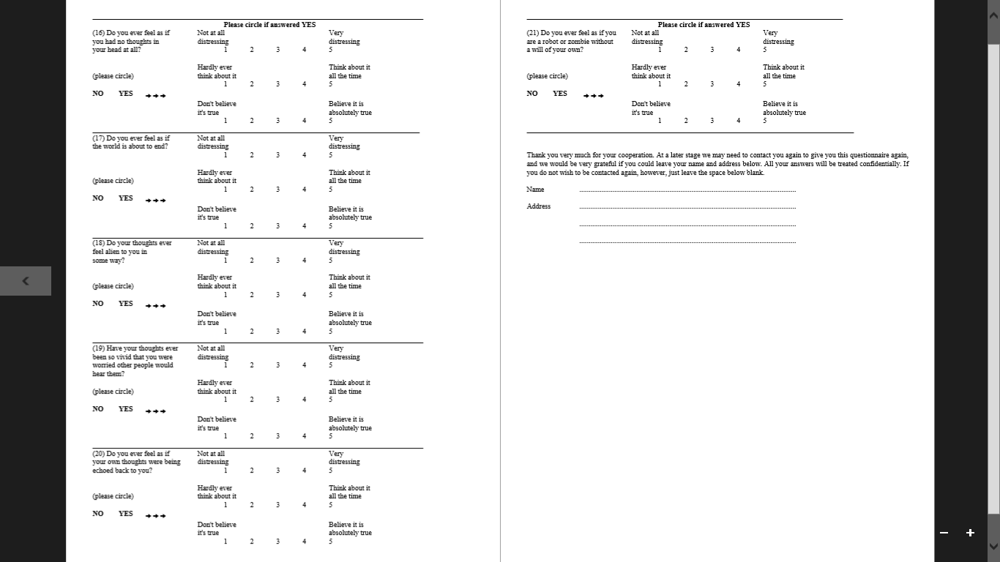 Please circle if answered YES
(16) Do you ever feel as if Not at all Very
you had no thoughts in distressing distressing
your head at all? 1 2 3 4 5
Hardly ever Think about it
(please circle) think about it all the time
1 2 3 4 5
NO YES →→→
Don't believe Believe it is
it's true absolutely true
1 2 3 4 5
(17) Do you ever feel as if Not at all Very
the world is about to end? distressing distressing
1 2 3 4 5
Hardly ever Think about it
(please circle) think about it all the time
1 2 3 4 5
NO YES →→→
Don't believe Believe it is
it's true absolutely true
1 2 3 4 5
(18) Do your thoughts ever Not at all Very
feel alien to you in distressing distressing
some way? 1 2 3 4 5
Hardly ever Think about it
(please circle) think about it all the time
1 2 3 4 5
NO YES →→→
Don't believe Believe it is
it's true absolutely true
1 2 3 4 5
(19) Have your thoughts ever Not at all Very
been so vivid that you were distressing distressing
worried other people would 1 2 3 4 5
hear them?
Hardly ever Think about it
(please circle) think about it all the time
1 2 3 4 5
NO YES →→→
Don't believe Believe it is
it's true absolutely true
1 2 3 4 5
(20) Do you ever feel as if Not at all Very
your own thoughts were being distressing distressing
echoed back to you? 1 2 3 4 5
Hardly ever Think about it
(please circle) think about it all the time
1 2 3 4 5
NO YES →→→
Don't believe Believe it is
it's true absolutely true
1 2 3 4 5
Please circle if answered YES
(21) Do you ever feel as if you Not at all Very
are a robot or zombie without distressing distressing
a will of your own? 1 2 3 4 5
Hardly ever Think about it
(please circle) think about it all the time
1 2 3 4 5
NO YES →→→
Don't believe Believe it is
it's true absolutely true
1 2 3 4 5
Thank you very much for your cooperation. At a later stage we may need to contact you again to give you this questionnaire again,
and we would be very grateful if you could leave your name and address below. All your answers will be treated confidentially. If
you do not wish to be contacted again, however, just leave the space below blank.
Name
Address